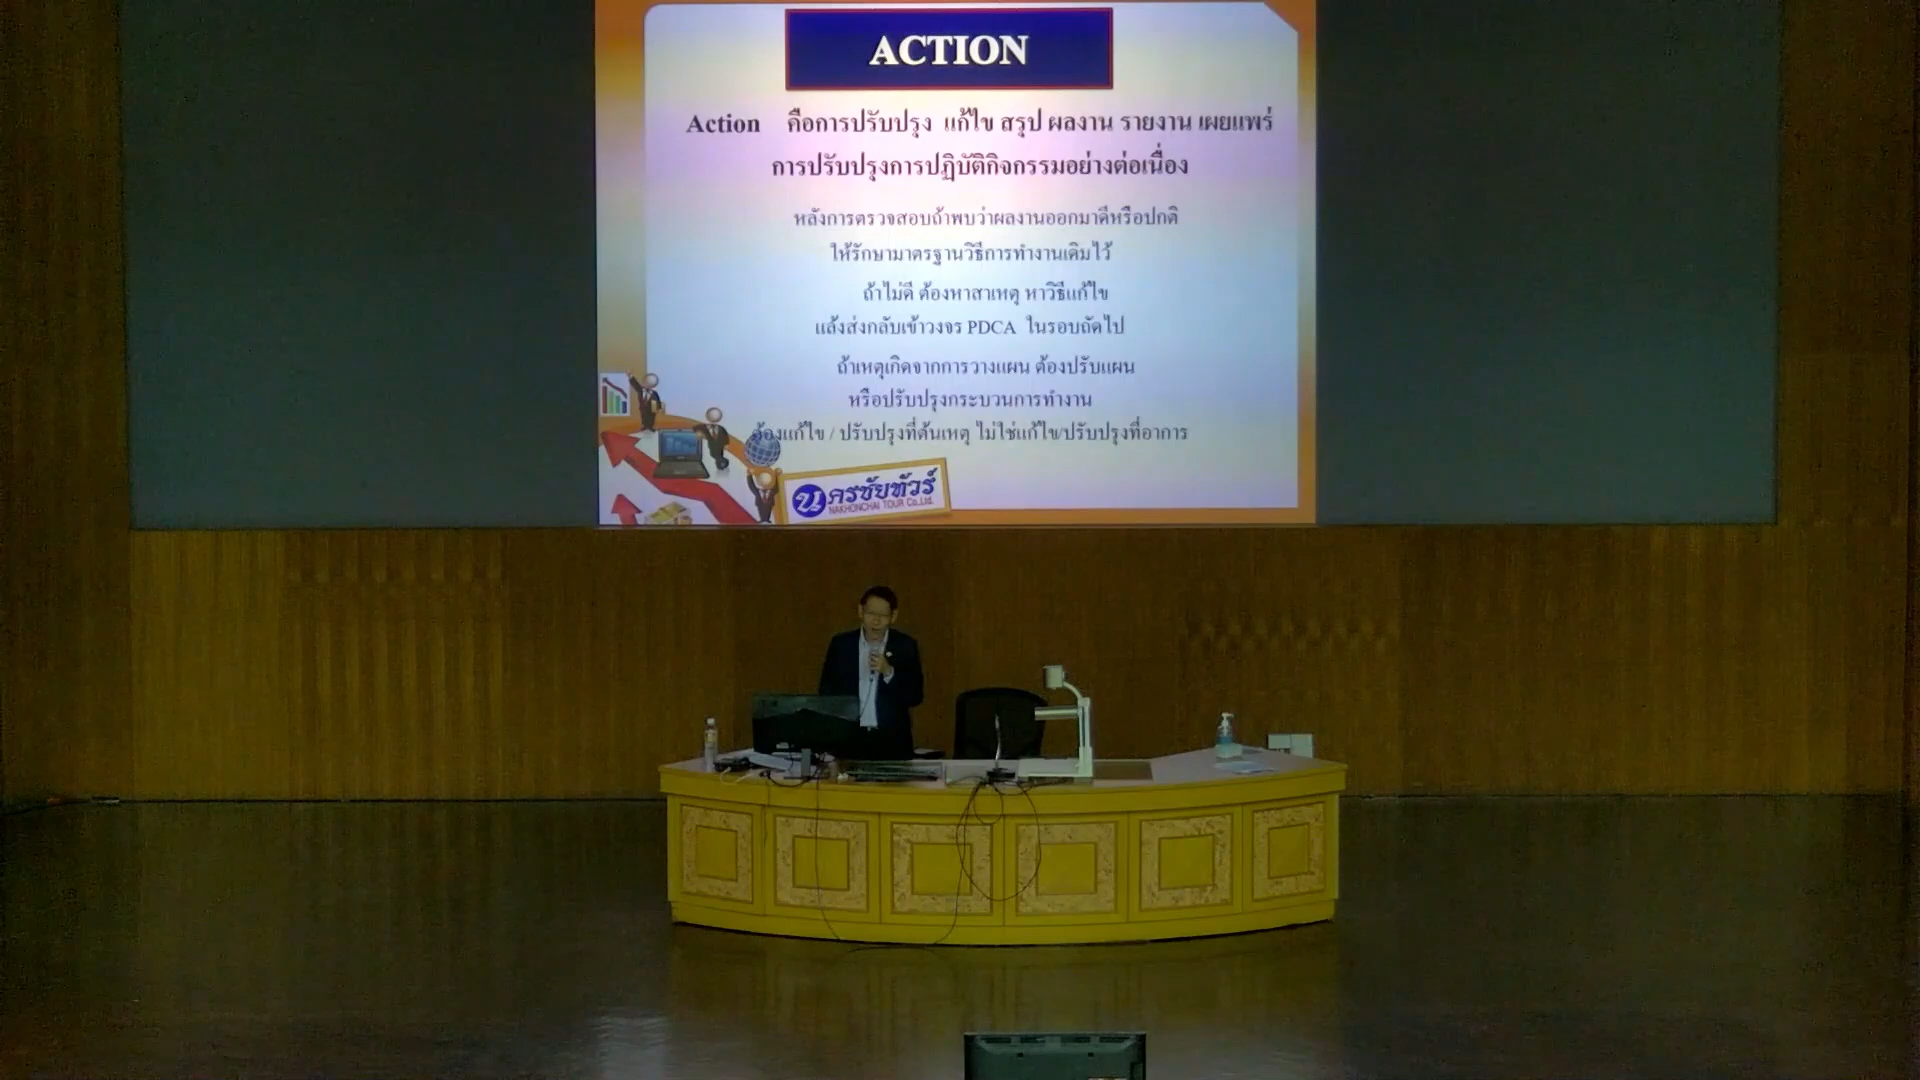 ACTION
Action คือการปรับปรุง แก้ไข สรุป ผลงาน รายงาน เผยแพร่
การปรับปรุงการปฏิบัติกิจกรรมอย่างต่อเนื่อง
หลังการตรวจสอบถ้าพบว่าผลงานออกมาดีหรือปกติ
ให้รักษามาตรฐานวิธีการทำงานเดิมไว้
ถ้าไม่ดี ต้องหาสาเหตุ หาวิธีแก้ไข
แล้งส่งกลับเข้าวงจร PDCA ในรอบถัดไป
ถ้าเหตุเกิดจากการวางแผน ต้องปรับแผน
หรือปรับปรุงกระบวนการทำงาน
ต้องแก้ไข / ปรับปรุงที่ต้นเหตุ ไม่ใช่แก้ไข/ปรับปรุงที่อาการ
นครชัยทัวร์
NAKHONCHAI TOUR Co.,Ltd.